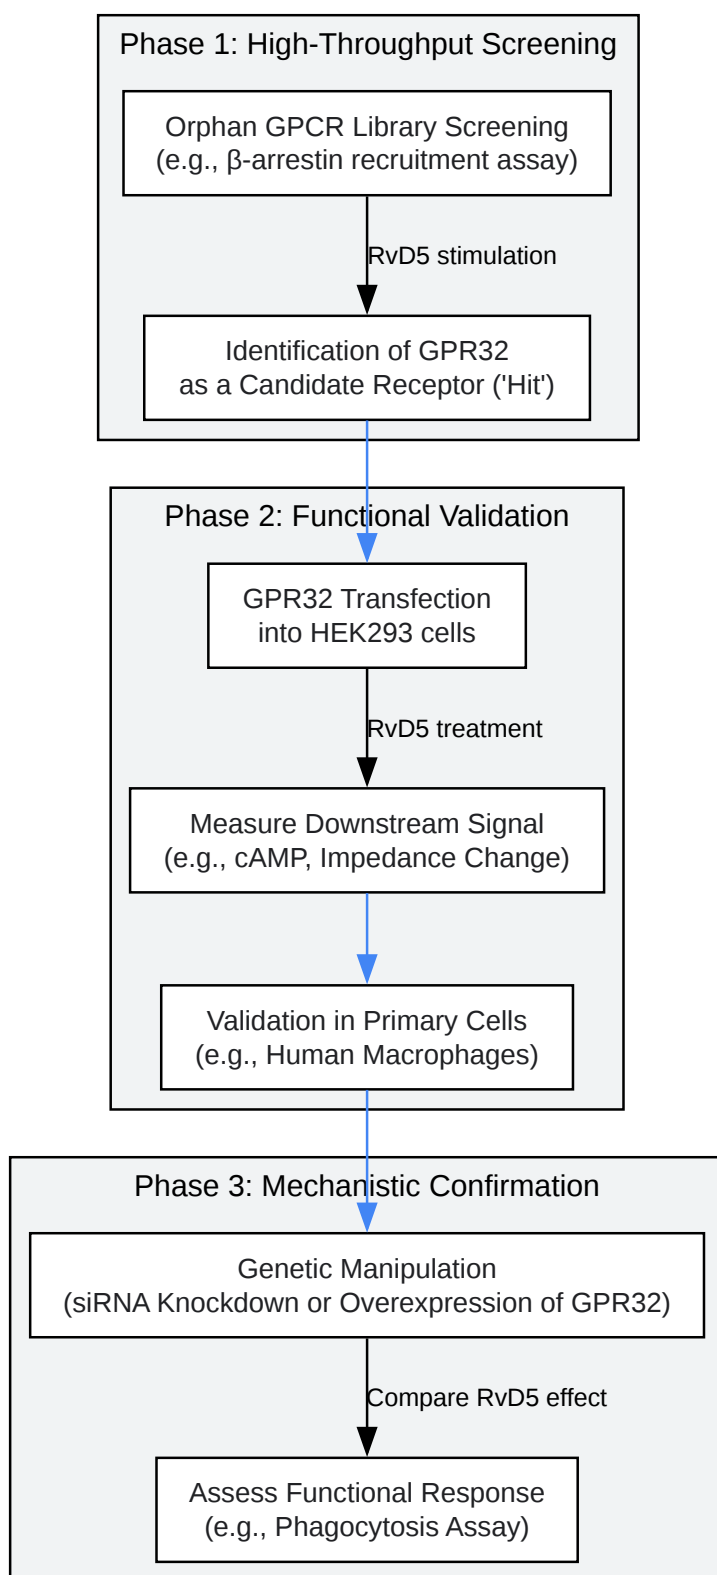 Phase 1: High-Throughput Screening
Orphan GPCR Library Screening
(e.g., β-arrestin recruitment assay)
RvD5 stimulation
Identification of GPR32
as a Candidate Receptor ('Hit')
Phase 2: Functional Validation
GPR32 Transfection
into HEK293 cells
RvD5 treatment
Measure Downstream Signal
(e.g., cAMP, Impedance Change)
Validation in Primary Cells
(e.g., Human Macrophages)
Phase 3: Mechanistic Confirmation
Genetic Manipulation
(siRNA Knockdown or Overexpression of GPR32)
Compare RvD5 effect
Assess Functional Response
(e.g., Phagocytosis Assay)